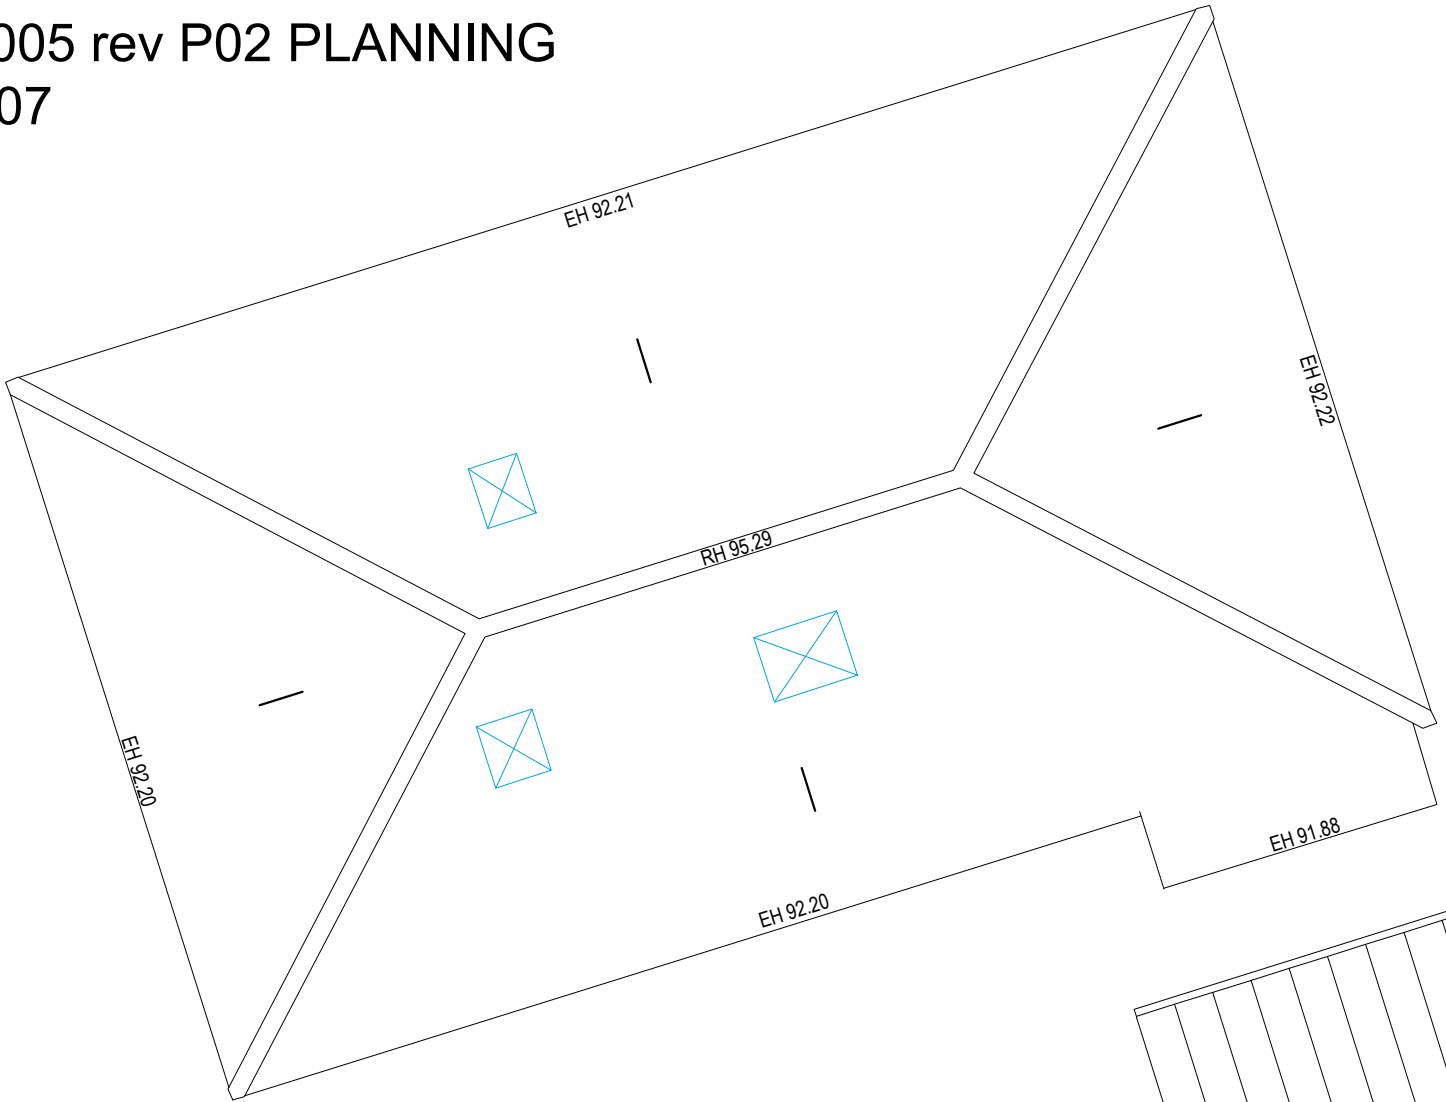 005 rev P02 PLANNING
07
EH 92.21
EH 92.22
RH 95.29
EH 92.20
EH 91.88
EH 92.20